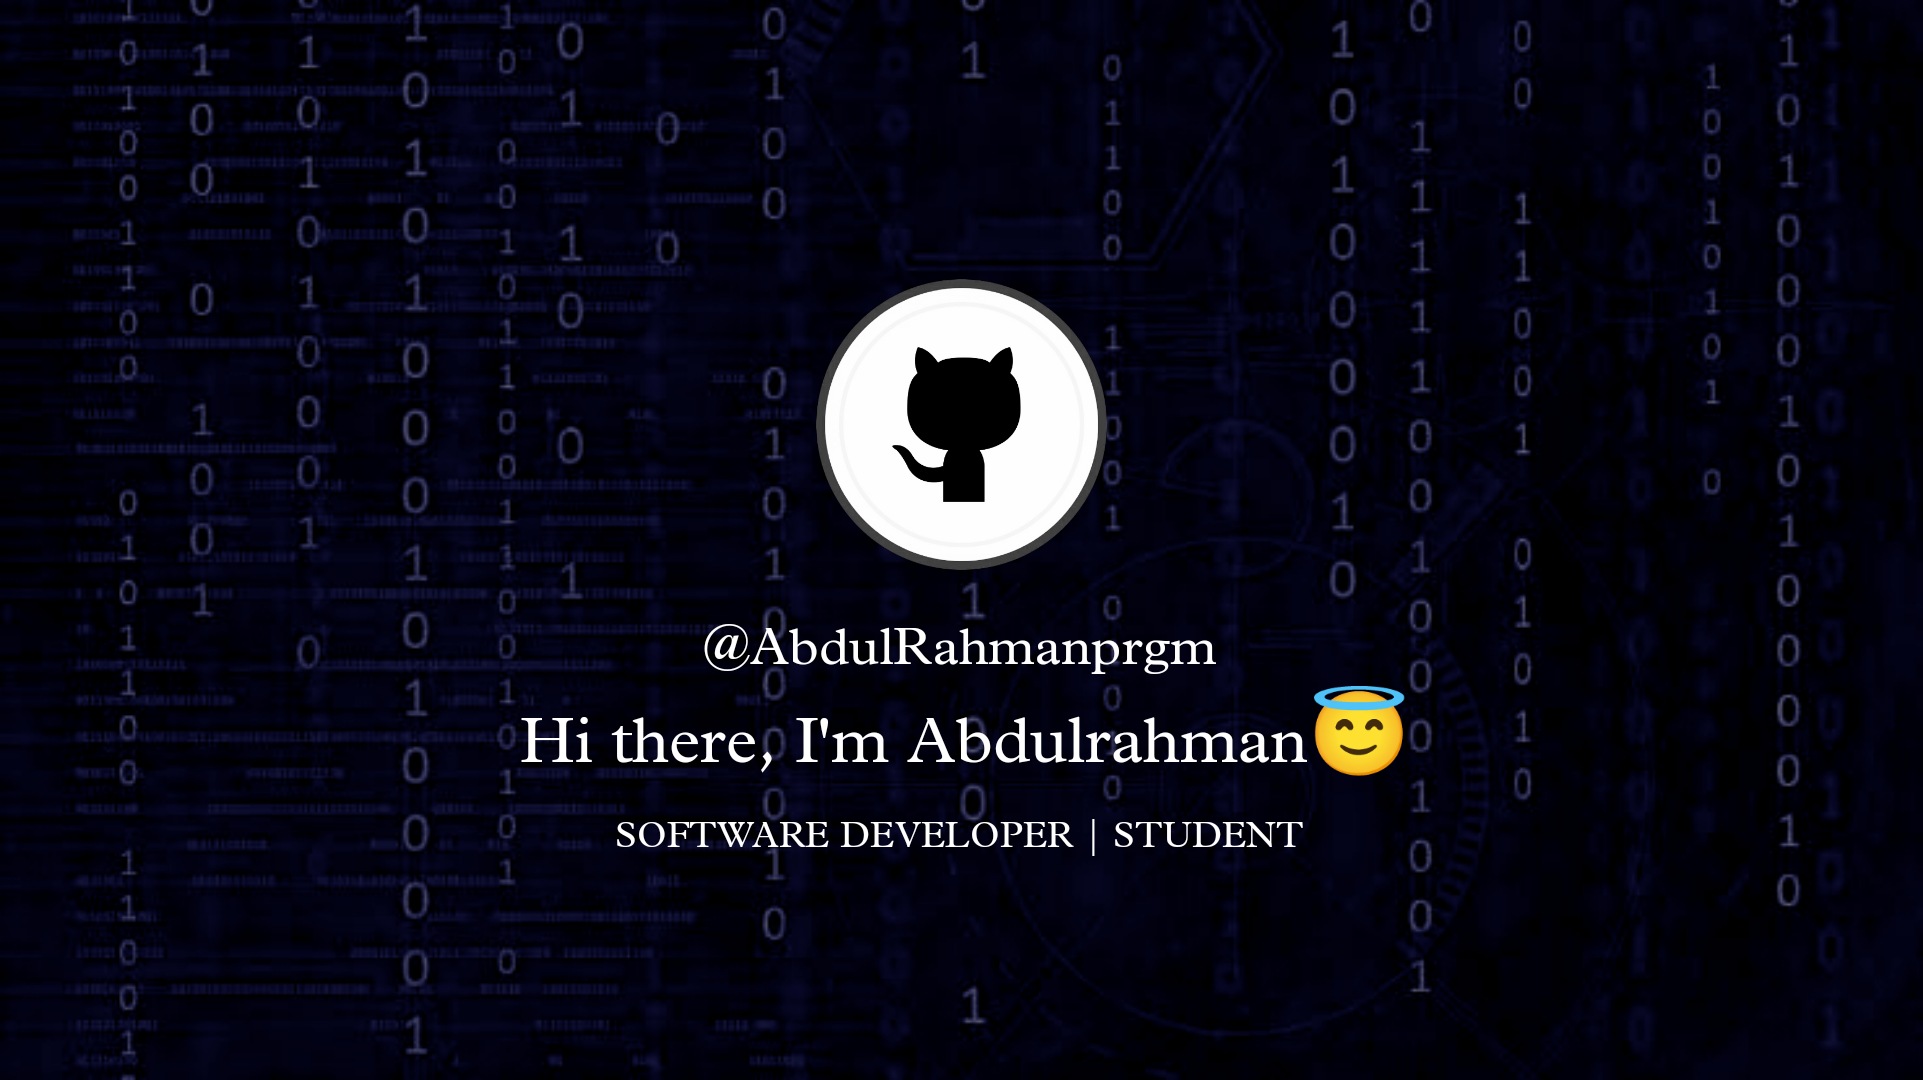 @AbdulRahmanprgm
Hi there, I'm Abdulrahman😇
SOFTWARE DEVELOPER | STUDENT